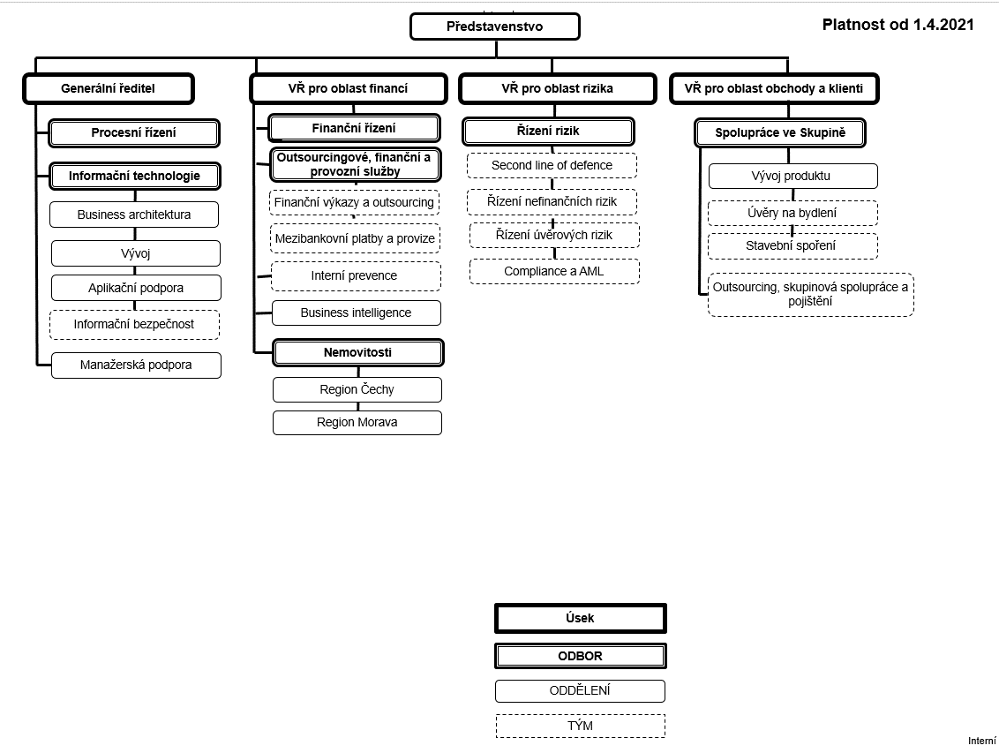 Představenstvo
Platnost od 1.4.2021
Generální ředitel
Procesní řízení
Informační technologie
Business architektura
Vývoj
Aplikační podpora
Informační bezpečnost
Manažerská podpora
VŘ pro oblast financí
Finanční řízení
Outsourcingové, finanční a
provozní služby
Finanční výkazy a outsourcing
Mezibankovní platby a provize
Interní prevence
Business intelligence
Nemovitosti
Region Čechy
Region Morava
VŘ pro oblast rizika
Řízení rizik
Second line of defence
Řízení nefinančních rizik
Řízení úvěrových rizik
Compliance a AML
VŘ pro oblast obchody a klienti
Spolupráce ve Skupině
Vývoj produktu
Úvěry na bydlení
Stavební spoření
Outsourcing, skupinová spolupráce a
pojištění
Úsek
ODBOR
ODDĚLENÍ
TÝM
Interní